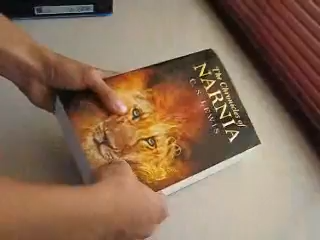 The Chronicles of
NARNIA
C. S. LEWIS